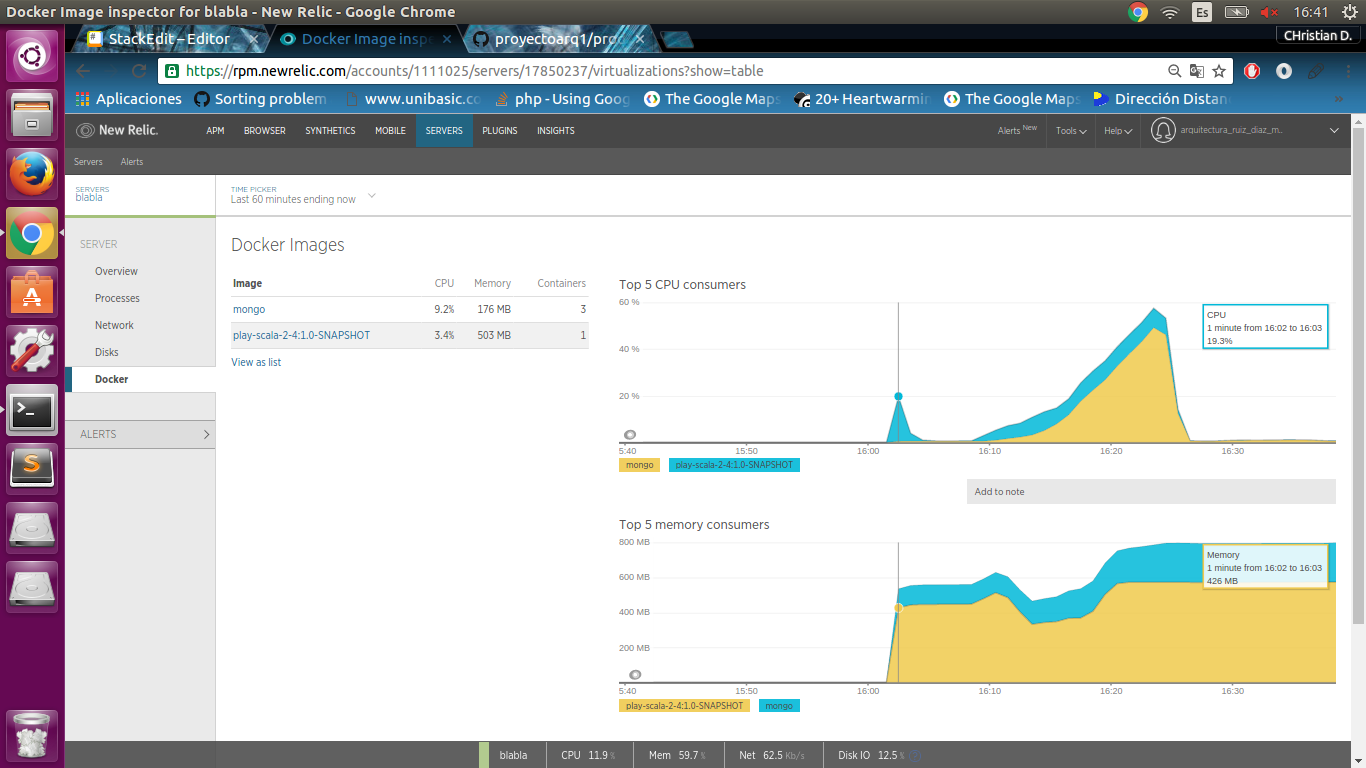 Docker Image inspector for blabla - New Relic - Google Chrome
Es
16:41
StackEdit – Editor
Docker Image insp
proyectoarq1/pro
Christian D.
https://rpm.newrelic.com/accounts/1111025/servers/17850237/virtualizations?show=table
Aplicaciones
Sorting problem
www.unibasic.co
php - Using Goog
The Google Maps
20+ Heartwarmin
The Google Maps
Dirección Distan
New Relic.
APM
BROWSER
SYNTHETICS
MOBILE
SERVERS
PLUGINS
INSIGHTS
Alerts New
Tools
Help
arquitectura_ruiz_diaz_m..
Servers
Alerts
SERVERS
blabla
TIME PICKER
Last 60 minutes ending now
SERVER
Overview
Processes
Network
Disks
Docker
ALERTS
Docker Images
Image CPU Memory Containers
mongo 9.2% 176 MB 3
play-scala-2-4:1.0-SNAPSHOT 3.4% 503 MB 1
View as list
Top 5 CPU consumers
60 %
40 %
20 %
CPU
1 minute from 16:02 to 16:03
19.3%
5:40 15:50 16:00 16:10 16:20 16:30
mongo play-scala-2-4:1.0-SNAPSHOT
Add to note
Top 5 memory consumers
800 MB
600 MB
400 MB
200 MB
Memory
1 minute from 16:02 to 16:03
426 MB
5:40 15:50 16:00 16:10 16:20 16:30
play-scala-2-4:1.0-SNAPSHOT mongo
blabla CPU 11.9 % Mem 59.7 % Net 62.5 Kb/s Disk IO 12.5 %